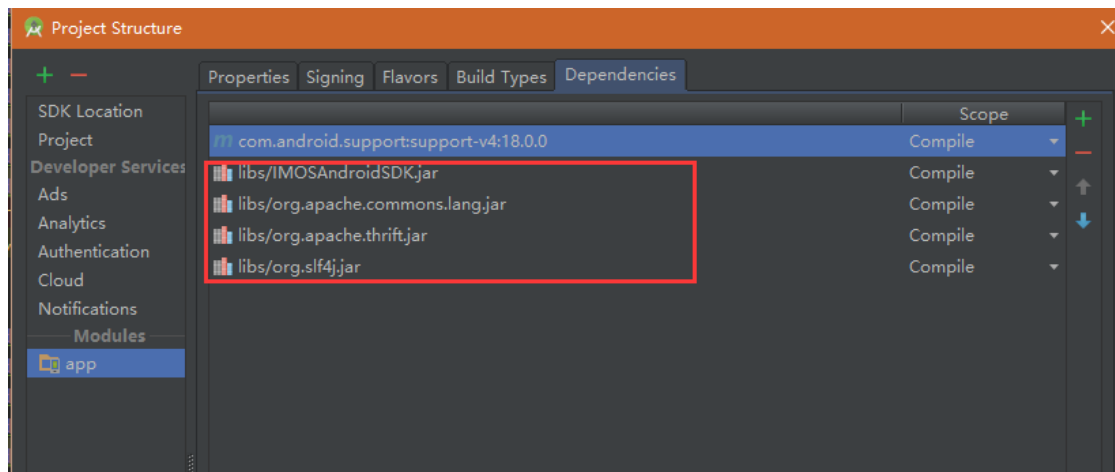 Project Structure
Properties Signing Flavors Build Types Dependencies
SDK Location
Project
Developer Services
Ads
Analytics
Authentication
Cloud
Notifications
Modules
app
Scope
m com.android.support:support-v4:18.0.0 Compile
libs/IMOSAndroidSDK.jar Compile
libs/org.apache.commons.lang.jar Compile
libs/org.apache.thrift.jar Compile
libs/org.slf4j.jar Compile